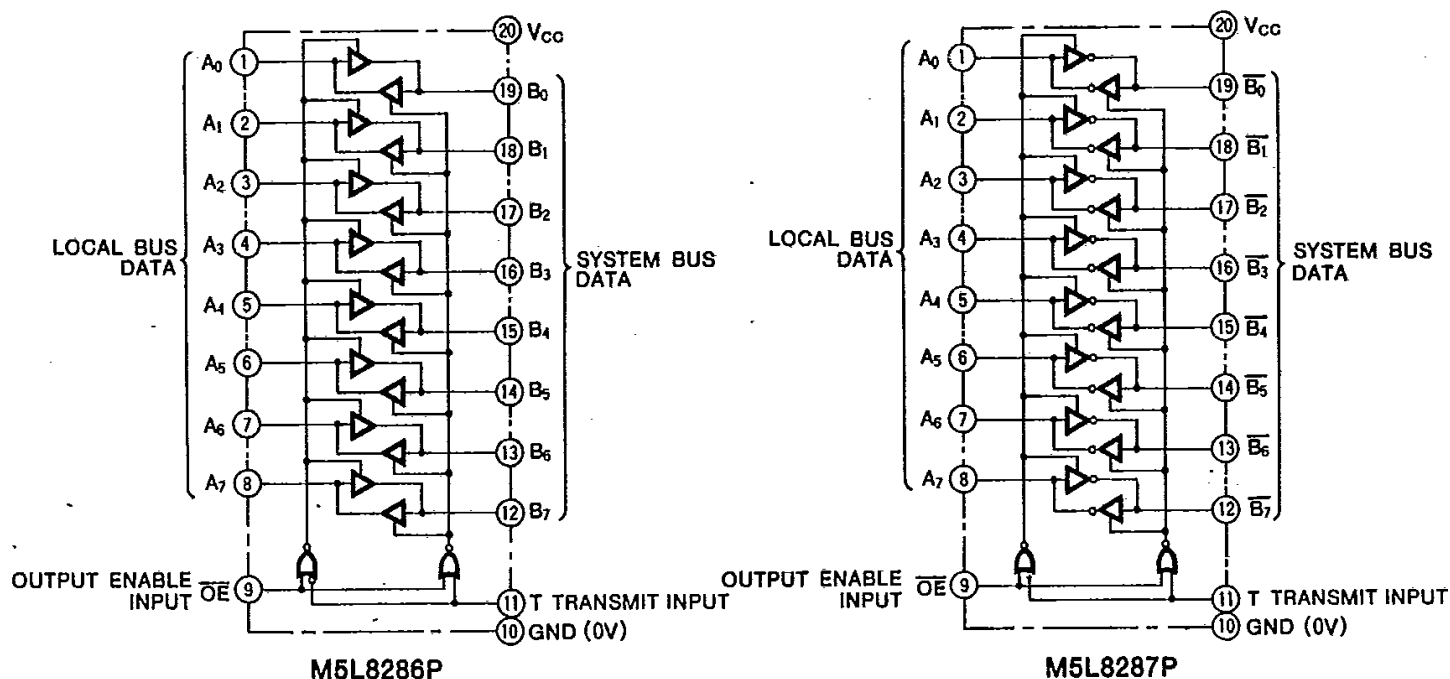 20 VCC
A0 1
19 B0
A1 2
18 B1
A2 3
17 B2
LOCAL BUS DATA
A3 4
16 B3
SYSTEM BUS DATA
A4 5
15 B4
A5 6
14 B5
A6 7
13 B6
A7 8
12 B7
OUTPUT ENABLE INPUT OE 9
11 T TRANSMIT INPUT
10 GND (0V)
M5L8286P
20 VCC
A0 1
19 B0
A1 2
18 B1
A2 3
17 B2
LOCAL BUS DATA
A3 4
16 B3
SYSTEM BUS DATA
A4 5
15 B4
A5 6
14 B5
A6 7
13 B6
A7 8
12 B7
OUTPUT ENABLE INPUT OE 9
11 T TRANSMIT INPUT
10 GND (0V)
M5L8287P